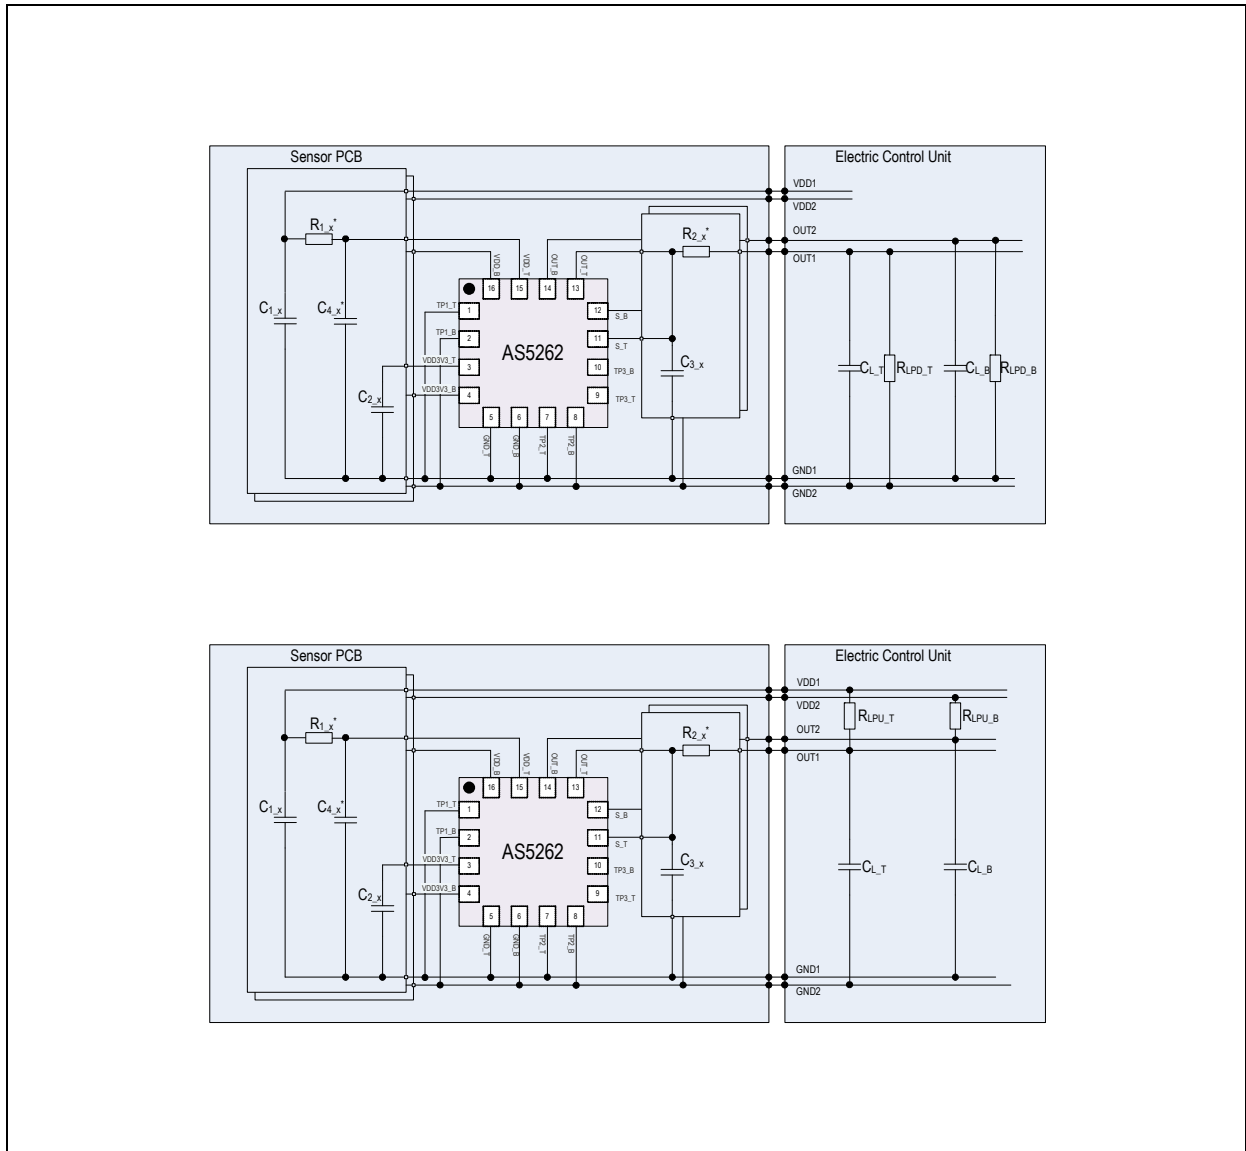 Sensor PCB
Electric Control Unit
VDD1
VDD2
R1_x*
OUT2
R2_x*
OUT1
VDD_B
VDD_T
OUT_B
OUT_T
16
15
14
13
C1_x
C4_x*
TP1_T
1
12
S_B
TP1_B
2
11
S_T
AS5262
VDD3V3_T
3
10
TP3_B
C3_x
CL_T
RLPD_T
CL_B
RLPD_B
VDD3V3_B
4
9
TP3_T
C2_x
5
6
7
8
GND_T
GND_B
TP2_T
TP2_B
GND1
GND2
Sensor PCB
Electric Control Unit
VDD1
VDD2
RLPU_T
RLPU_B
R1_x*
OUT2
R2_x*
OUT1
VDD_B
VDD_T
OUT_B
OUT_T
16
15
14
13
C1_x
C4_x*
TP1_T
1
12
S_B
TP1_B
2
11
S_T
AS5262
VDD3V3_T
3
10
TP3_B
C3_x
CL_T
CL_B
VDD3V3_B
4
9
TP3_T
C2_x
5
6
7
8
GND_T
GND_B
TP2_T
TP2_B
GND1
GND2